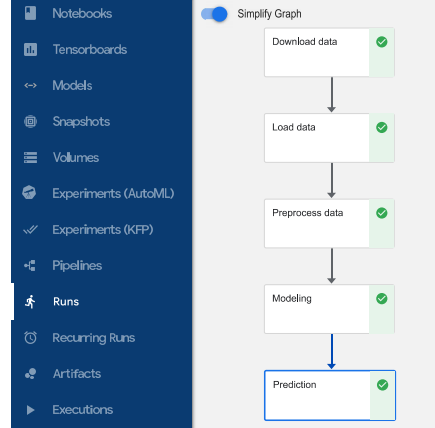 Notebooks
Tensorboards
Models
Snapshots
Volumes
Experiments (AutoML)
Experiments (KFP)
Pipelines
Runs
Recurring Runs
Artifacts
Executions
Simplify Graph
Download data
Load data
Preprocess data
Modeling
Prediction